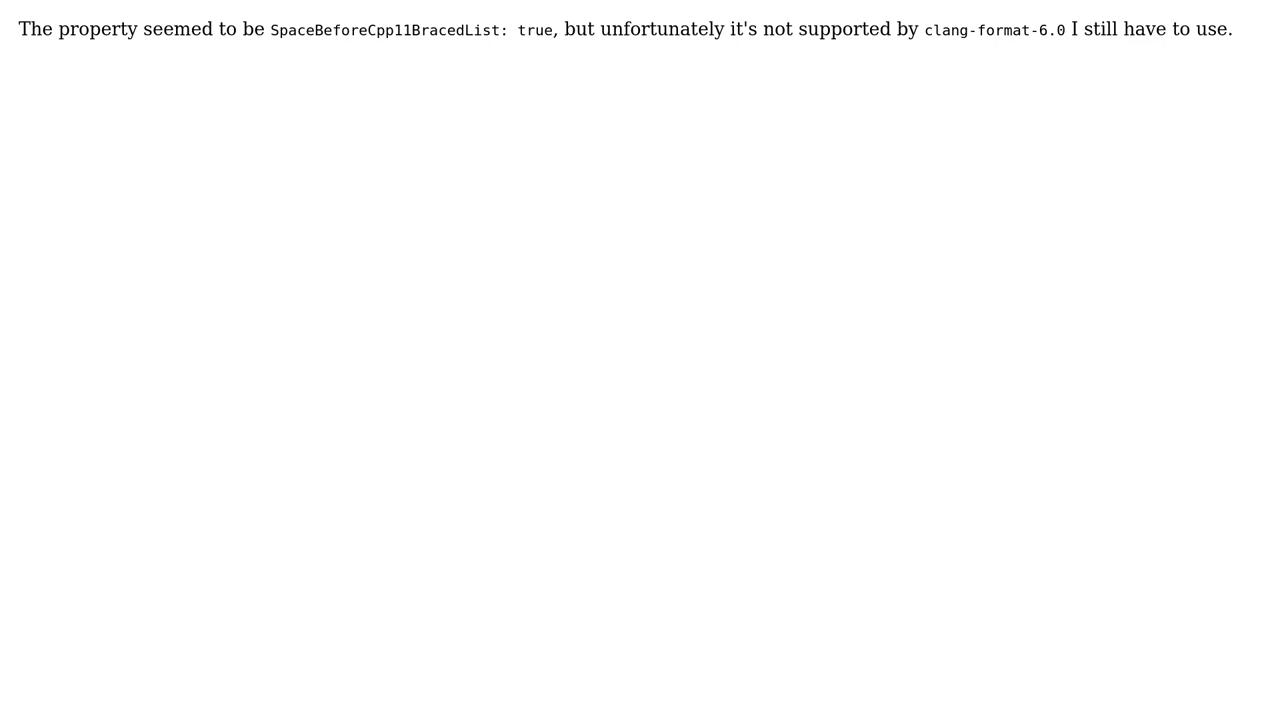 The property seemed to be SpaceBeforeCpp11BracedList: true, but unfortunately it's not supported by clang-format-6.0 I still have to use.